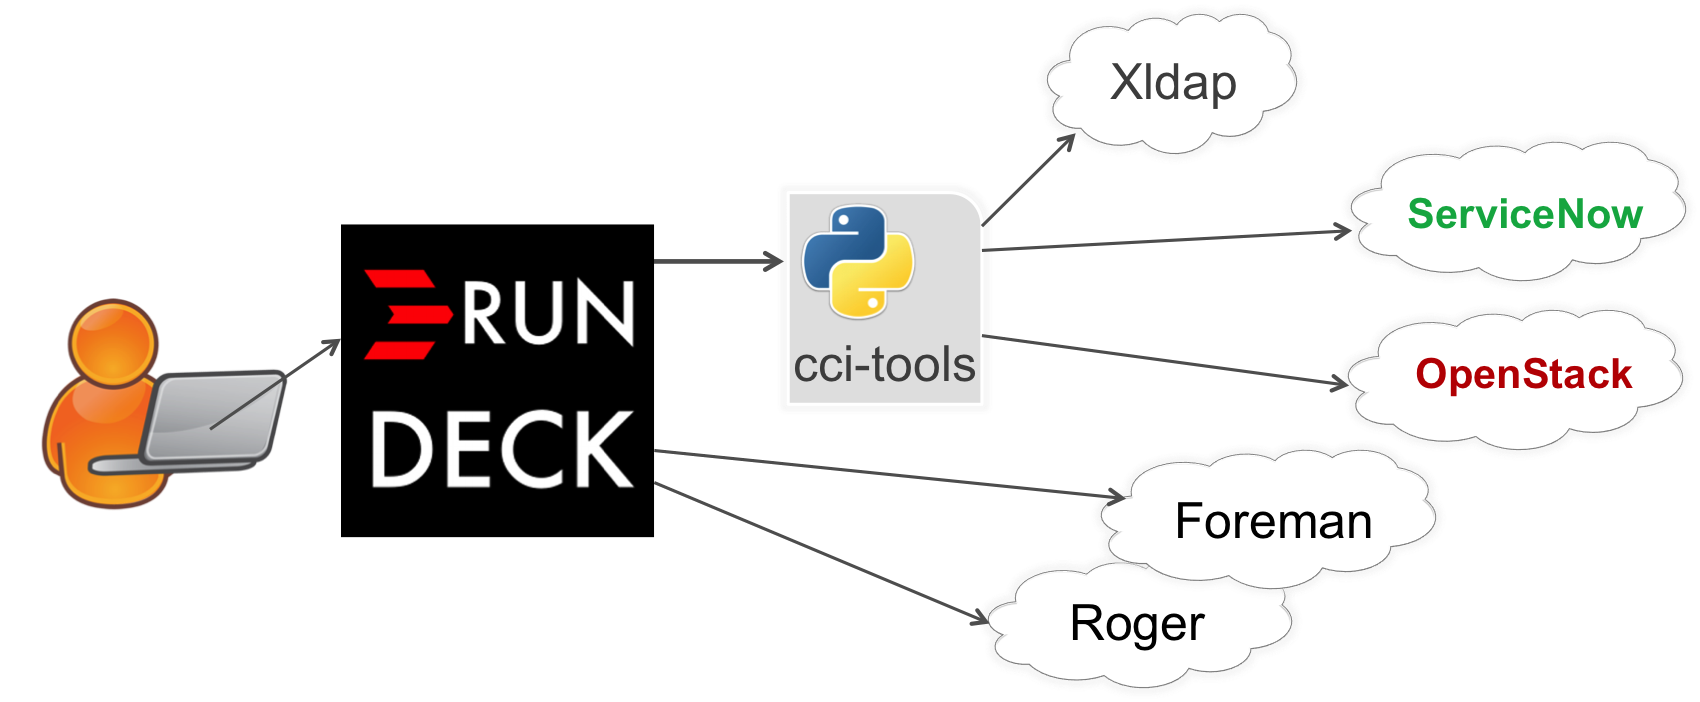 RUN
DECK
cci-tools
Xldap
ServiceNow
OpenStack
Foreman
Roger